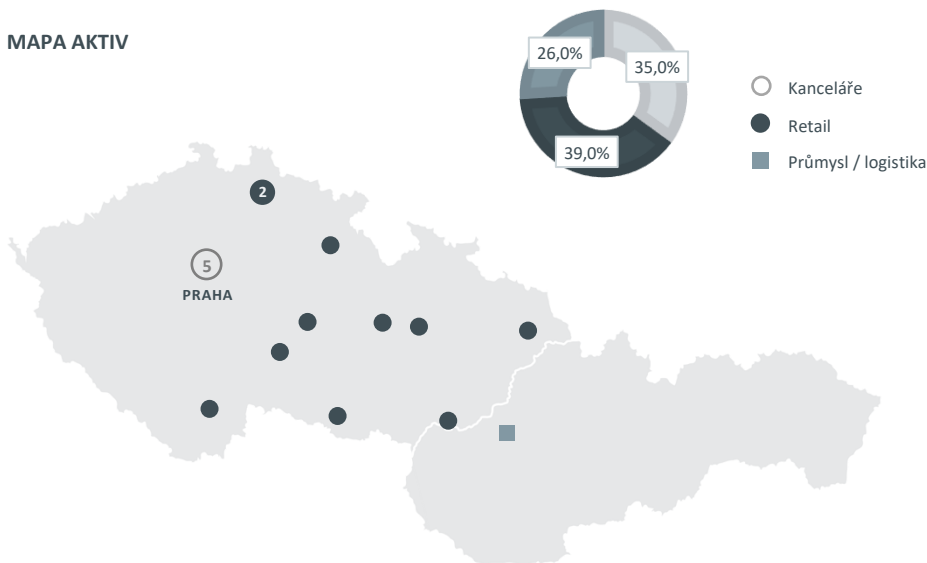 MAPA AKTIV
26,0%
35,0%
39,0%
Kanceláře
Retail
Průmysl / logistika
2
5
PRAHA